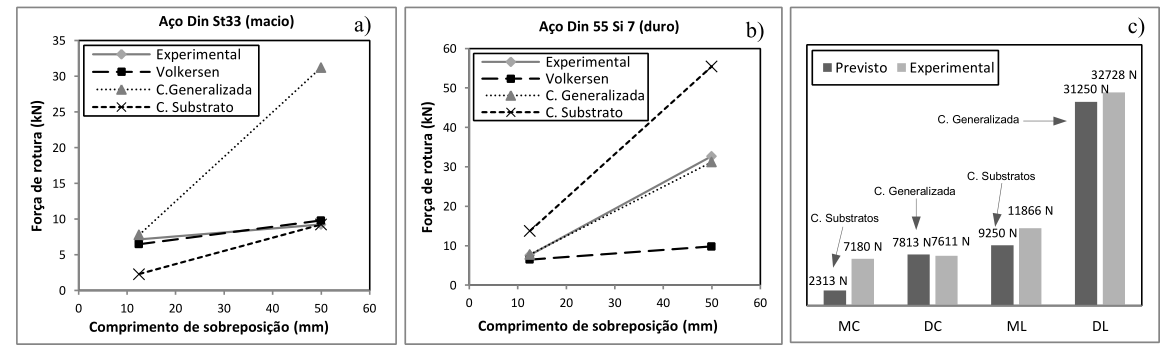 Aço Din St33 (macio)
a)
35
30
25
20
15
10
5
0
Experimental
Volkersen
C.Generalizada
C. Substrato
Força de rotura (kN)
0 10 20 30 40 50 60
Comprimento de sobreposição (mm)
Aço Din 55 Si 7 (duro)
b)
60
50
40
30
20
10
0
Experimental
Volkersen
C. Generalizada
C. Substrato
Força de rotura (kN)
0 10 20 30 40 50 60
Comprimento de sobreposição (mm)
c)
Previsto Experimental
32728 N
31250 N
C. Generalizada
C. Substratos
C. Generalizada
11866 N
C. Substratos
9250 N
7180 N
7813 N
7611 N
2313 N
MC DC ML DL